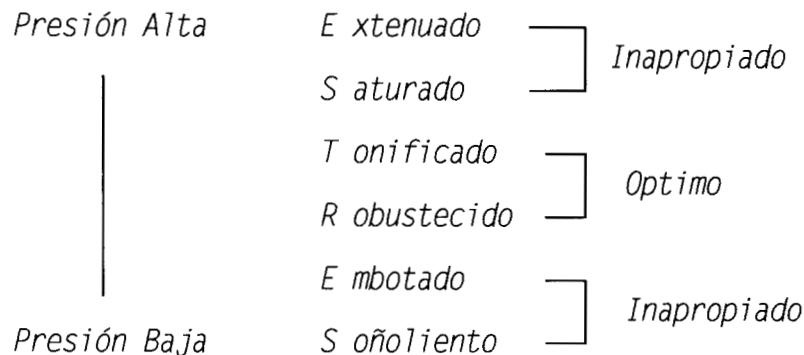 Presión Alta E xtenuado
Inapropiado
S aturado
T onificado
Optimo
R obustecido
E mbotado
Inapropiado
Presión Baja S oñoliento